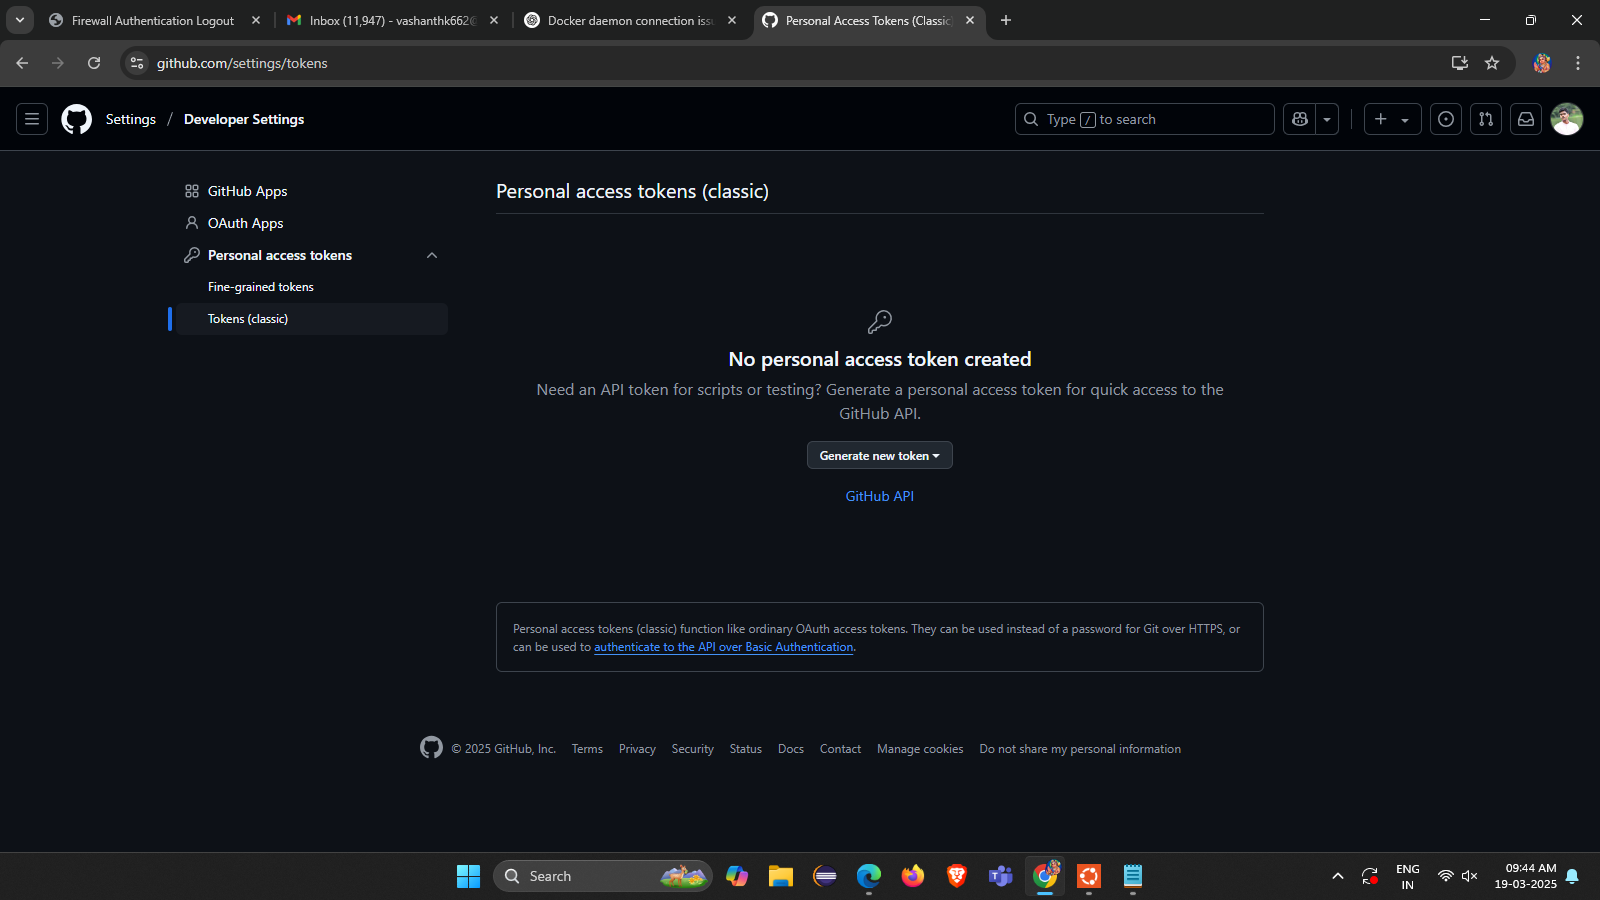 Firewall Authentication Logout
Inbox (11,947) - vashanthk662@
Docker daemon connection issu
Personal Access Tokens (Classic)
github.com/settings/tokens
Settings / Developer Settings
Type / to search
GitHub Apps
OAuth Apps
Personal access tokens
Fine-grained tokens
Tokens (classic)
Personal access tokens (classic)
No personal access token created
Need an API token for scripts or testing? Generate a personal access token for quick access to the
GitHub API.
Generate new token
GitHub API
Personal access tokens (classic) function like ordinary OAuth access tokens. They can be used instead of a password for Git over HTTPS, or
can be used to authenticate to the API over Basic Authentication.
© 2025 GitHub, Inc. Terms Privacy Security Status Docs Contact Manage cookies Do not share my personal information
Search
ENG
IN
09:44 AM
19-03-2025